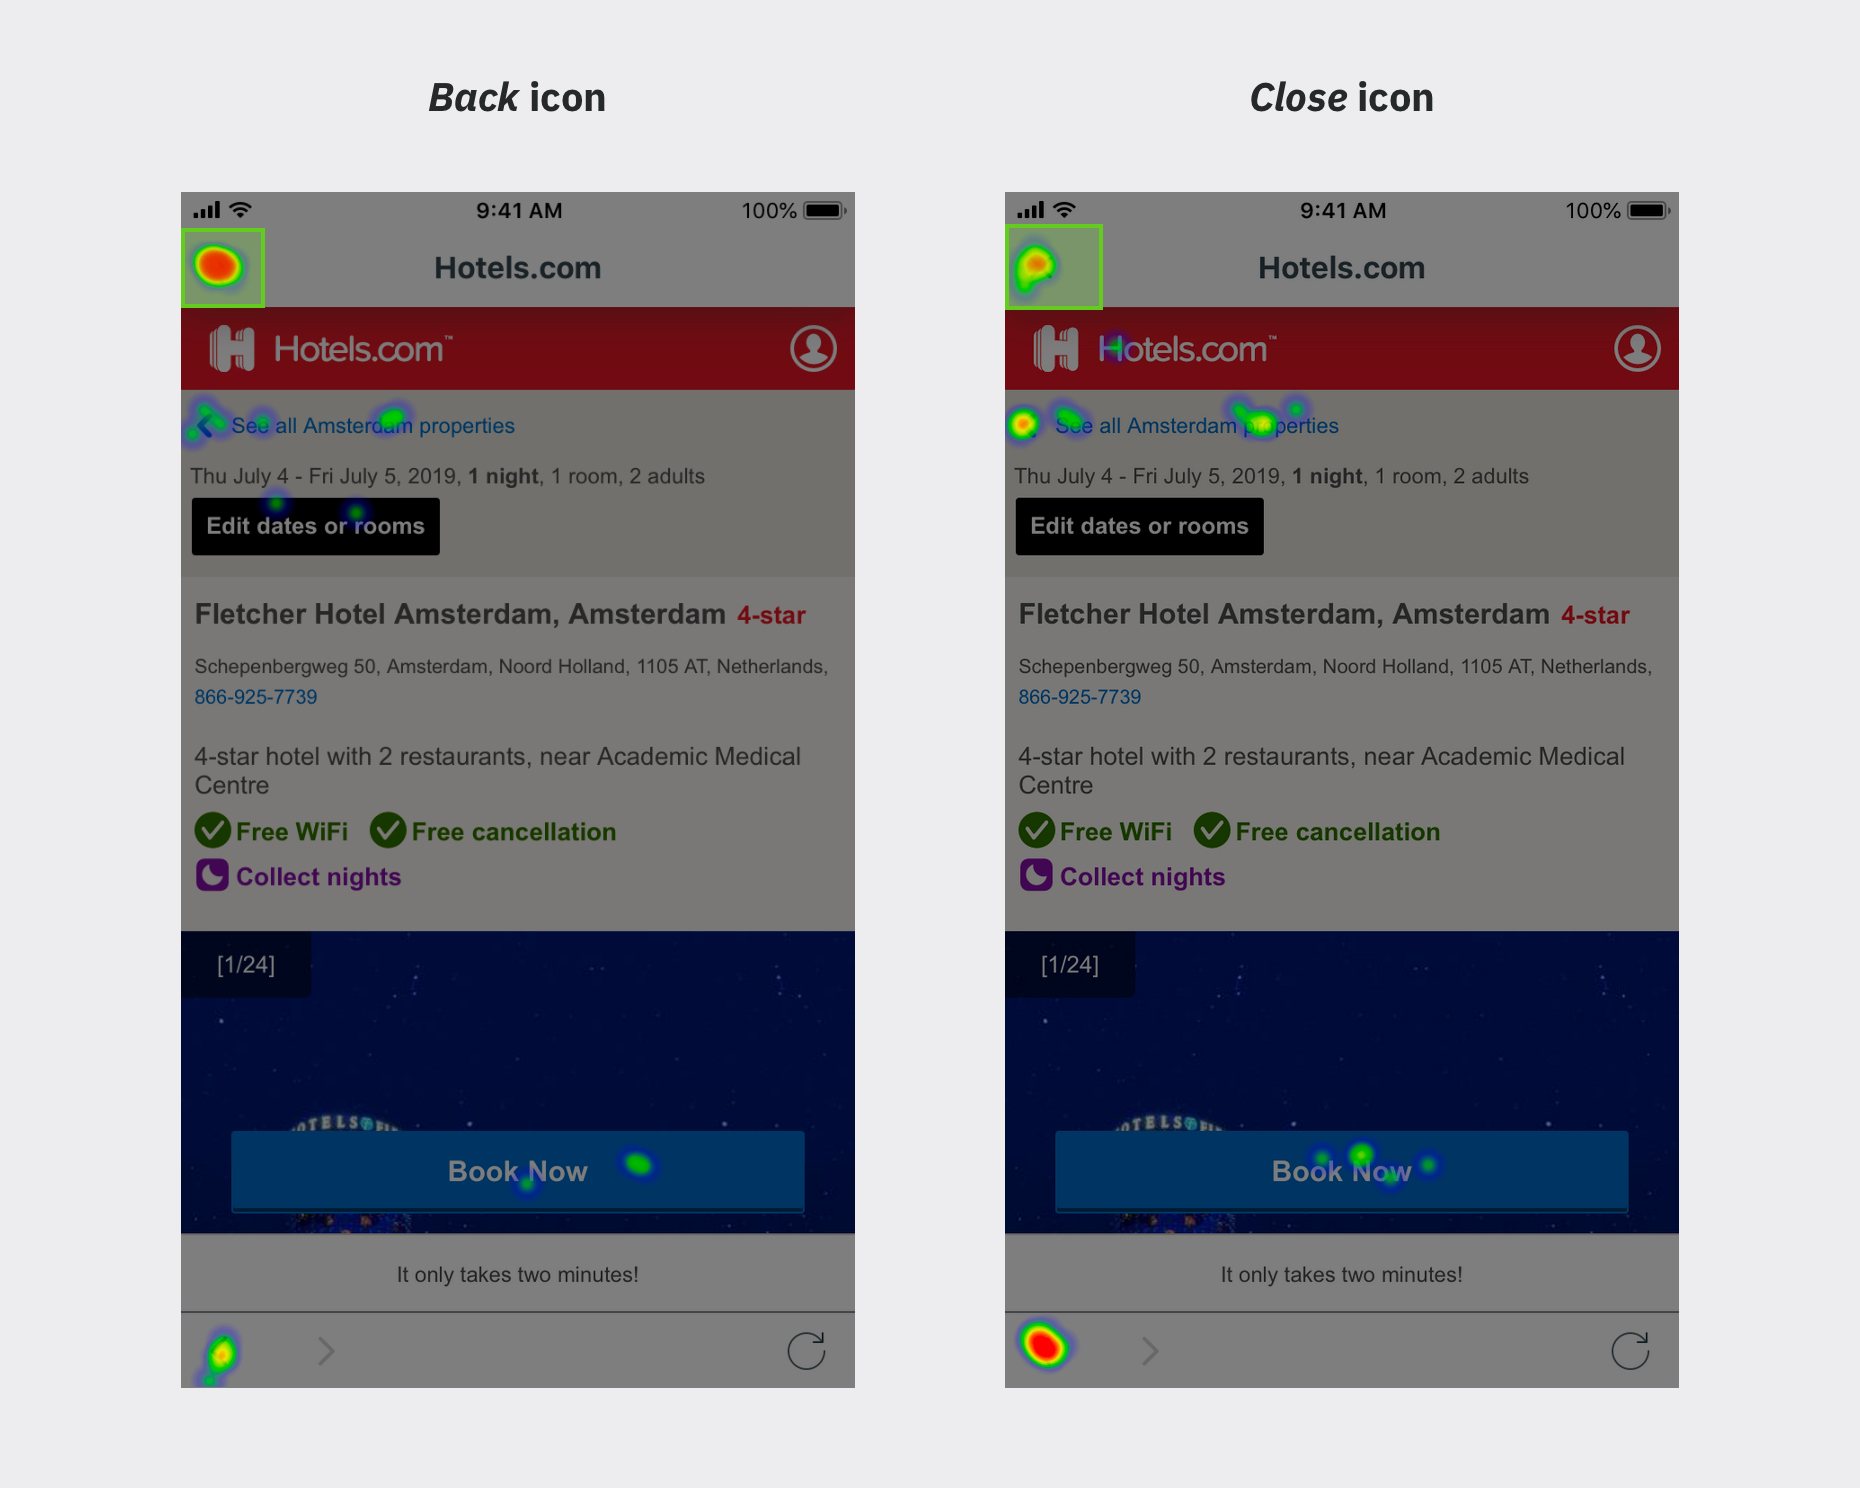 Back icon
9:41 AM
100%
Hotels.com
Hotels.com™
See all Amsterdam properties
Thu July 4 - Fri July 5, 2019, 1 night, 1 room, 2 adults
Edit dates or rooms
Fletcher Hotel Amsterdam, Amsterdam 4-star
Schepenbergweg 50, Amsterdam, Noord Holland, 1105 AT, Netherlands,
866-925-7739
4-star hotel with 2 restaurants, near Academic Medical
Centre
Free WiFi Free cancellation
Collect nights
[1/24]
Book Now
It only takes two minutes!
Close icon
9:41 AM
100%
Hotels.com
Hotels.com™
See all Amsterdam properties
Thu July 4 - Fri July 5, 2019, 1 night, 1 room, 2 adults
Edit dates or rooms
Fletcher Hotel Amsterdam, Amsterdam 4-star
Schepenbergweg 50, Amsterdam, Noord Holland, 1105 AT, Netherlands,
866-925-7739
4-star hotel with 2 restaurants, near Academic Medical
Centre
Free WiFi Free cancellation
Collect nights
[1/24]
Book Now
It only takes two minutes!